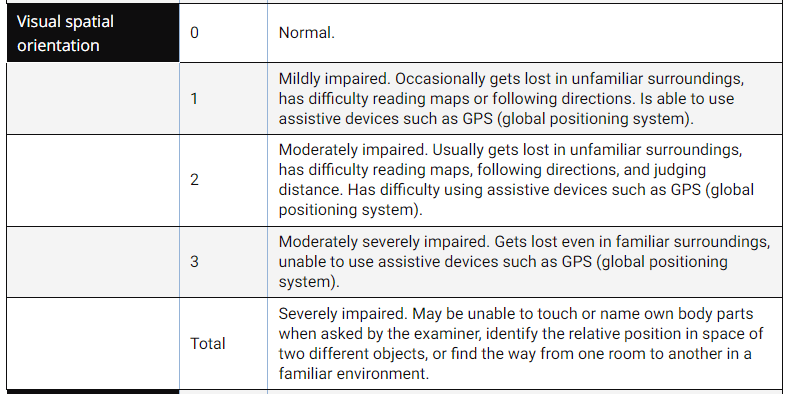 Visual spatial
orientation
0
Normal.
1
Mildly impaired. Occasionally gets lost in unfamiliar surroundings,
has difficulty reading maps or following directions. Is able to use
assistive devices such as GPS (global positioning system).
2
Moderately impaired. Usually gets lost in unfamiliar surroundings,
has difficulty reading maps, following directions, and judging
distance. Has difficulty using assistive devices such as GPS (global
positioning system).
3
Moderately severely impaired. Gets lost even in familiar surroundings,
unable to use assistive devices such as GPS (global positioning
system).
Total
Severely impaired. May be unable to touch or name own body parts
when asked by the examiner, identify the relative position in space of
two different objects, or find the way from one room to another in a
familiar environment.